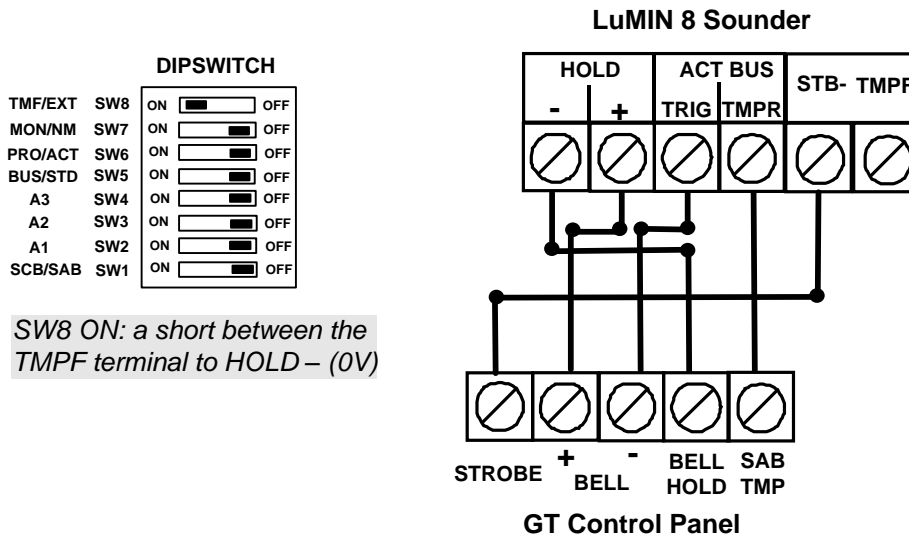 LuMIN 8 Sounder
DIPSWITCH
TMF/EXT SW8 ON OFF
MON/NM SW7 ON OFF
PRO/ACT SW6 ON OFF
BUS/STD SW5 ON OFF
A3 SW4 ON OFF
A2 SW3 ON OFF
A1 SW2 ON OFF
SCB/SAB SW1 ON OFF
SW8 ON: a short between the
TMPF terminal to HOLD – (0V)
HOLD ACT BUS STB- TMPF
- + TRIG TMPR
STROBE + - BELL SAB
BELL HOLD TMP
GT Control Panel